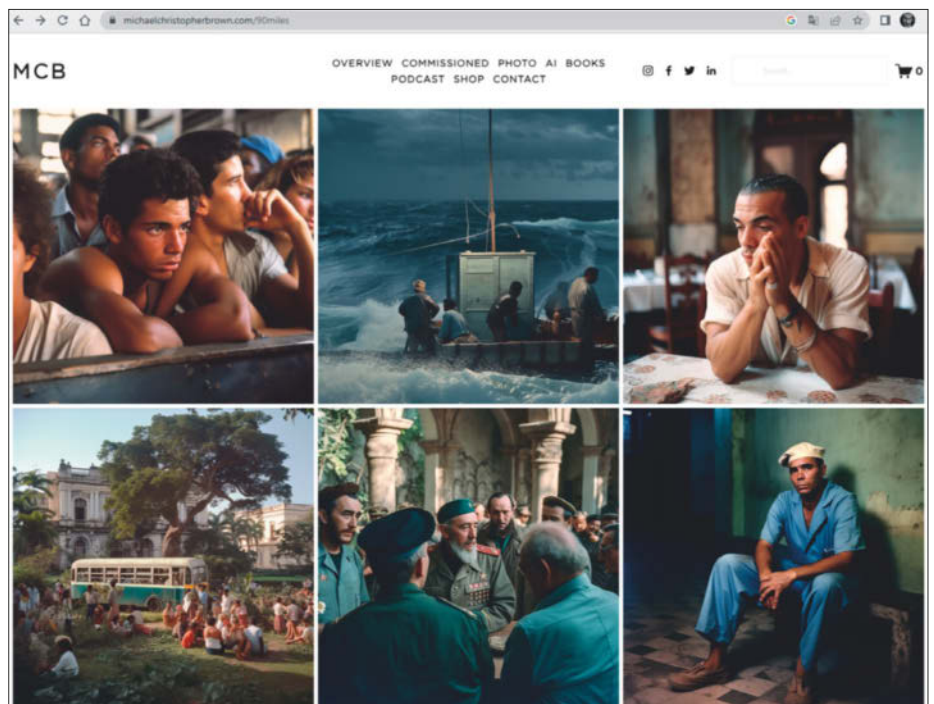 michaelchristopherbrown.com/90miles
MCB
OVERVIEW COMMISSIONED PHOTO AI BOOKS
PODCAST SHOP CONTACT
0